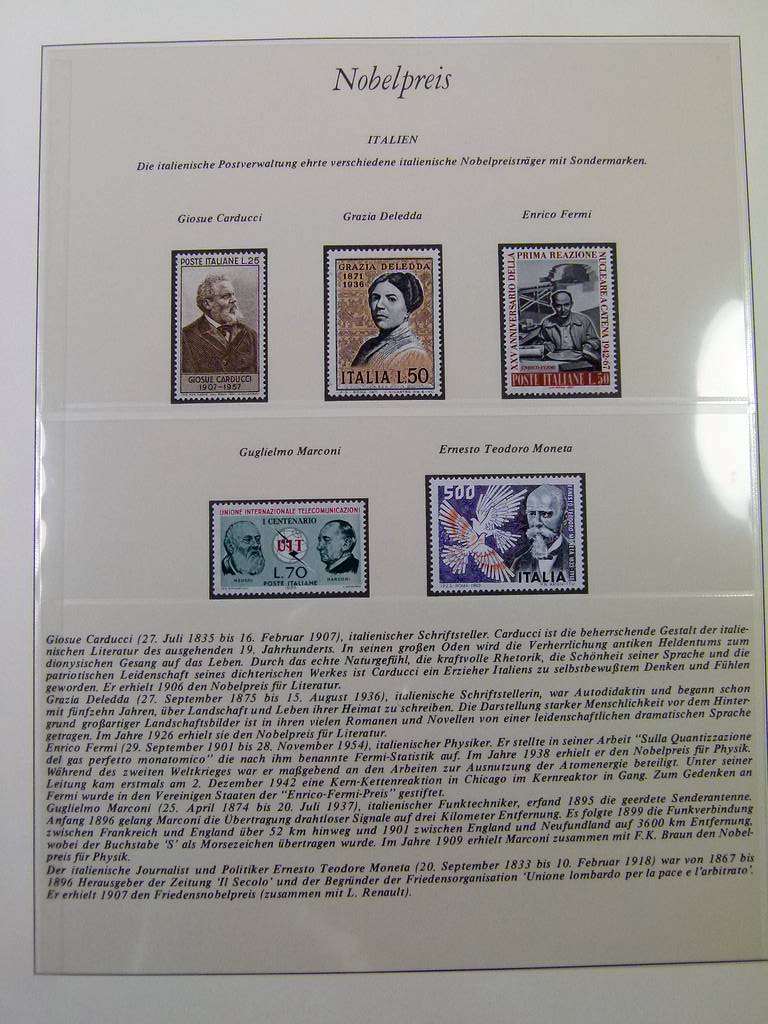 Nobelpreis
ITALIEN
Die italienische Postverwaltung ehrte verschiedene italienische Nobelpreisträger mit Sondermarken.
Giosue Carducci
Grazia Deledda
Enrico Fermi
POSTE ITALIANE L.25
GIOSUE CARDUCCI
1907-1957
GRAZIA DELEDDA
1871
1936
ITALIA L.50
XXV ANNIVERSARIO DELLA PRIMA REAZIONE NUCLEARE A CATENA 1942-67
ENRICO FERMI
POSTE ITALIANE L.50
Guglielmo Marconi
Ernesto Teodoro Moneta
UNIONE INTERNAZIONALE TELECOMUNICAZIONI
I CENTENARIO
UIT
L.70
POSTE ITALIANE
MEUCCI
MARCONI
500
ERNESTO TEODORO MONETA 1833-1918
ITALIA
Giosue Carducci (27. Juli 1835 bis 16. Februar 1907), italienischer Schriftsteller. Carducci ist die beherrschende Gestalt der italie-
nischen Literatur des ausgehenden 19. Jahrhunderts. In seinen großen Oden wird die Verherrlichung antiken Heldentums zum
dionysischen Gesang auf das Leben. Durch das echte Naturgefühl, die kraftvolle Rhetorik, die Schönheit seiner Sprache und die
patriotischen Leidenschaft seines dichterischen Werkes ist Carducci ein Erzieher Italiens zu selbstbewußtem Denken und Fühlen
geworden. Er erhielt 1906 den Nobelpreis für Literatur.
Grazia Deledda (27. September 1875 bis 15. August 1936), italienische Schriftstellerin, war Autodidaktin und begann schon
mit fünfzehn Jahren, über Landschaft und Leben ihrer Heimat zu schreiben. Die Darstellung starker Menschlichkeit vor dem Hinter-
grund großartiger Landschaftsbilder ist in ihren vielen Romanen und Novellen von einer leidenschaftlichen dramatischen Sprache
getragen. Im Jahre 1926 erhielt sie den Nobelpreis für Literatur.
Enrico Fermi (29. September 1901 bis 28. November 1954), italienischer Physiker. Er stellte in seiner Arbeit "Sulla Quantizzazione
del gas perfetto monatomico" die nach ihm benannte Fermi-Statistik auf. Im Jahre 1938 erhielt er den Nobelpreis für Physik.
Während des zweiten Weltkrieges war er maßgebend an den Arbeiten zur Ausnutzung der Atomenergie beteiligt. Unter seiner
Leitung kam erstmals am 2. Dezember 1942 eine Kern-Kettenreaktion in Chicago im Kernreaktor in Gang. Zum Gedenken an
Fermi wurde in den Vereinigen Staaten der "Enrico-Fermi-Preis" gestiftet.
Guglielmo Marconi (25. April 1874 bis 20. Juli 1937), italienischer Funktechniker, erfand 1895 die geerdete Senderantenne.
Anfang 1896 gelang Marconi die Übertragung drahtloser Signale auf drei Kilometer Entfernung. Es folgte 1899 die Funkverbindung
zwischen Frankreich und England über 52 km hinweg und 1901 zwischen England und Neufundland auf 3600 km Entfernung,
wobei der Buchstabe 'S' als Morsezeichen übertragen wurde. Im Jahre 1909 erhielt Marconi zusammen mit F.K. Braun den Nobel-
preis für Physik.
Der italienische Journalist und Politiker Ernesto Teodore Moneta (20. September 1833 bis 10. Februar 1918) war von 1867 bis
1896 Herausgeber der Zeitung 'Il Secolo' und der Begründer der Friedensorganisation 'Unione lombardo per la pace e l'arbitrato'.
Er erhielt 1907 den Friedensnobelpreis (zusammen mit L. Renault).